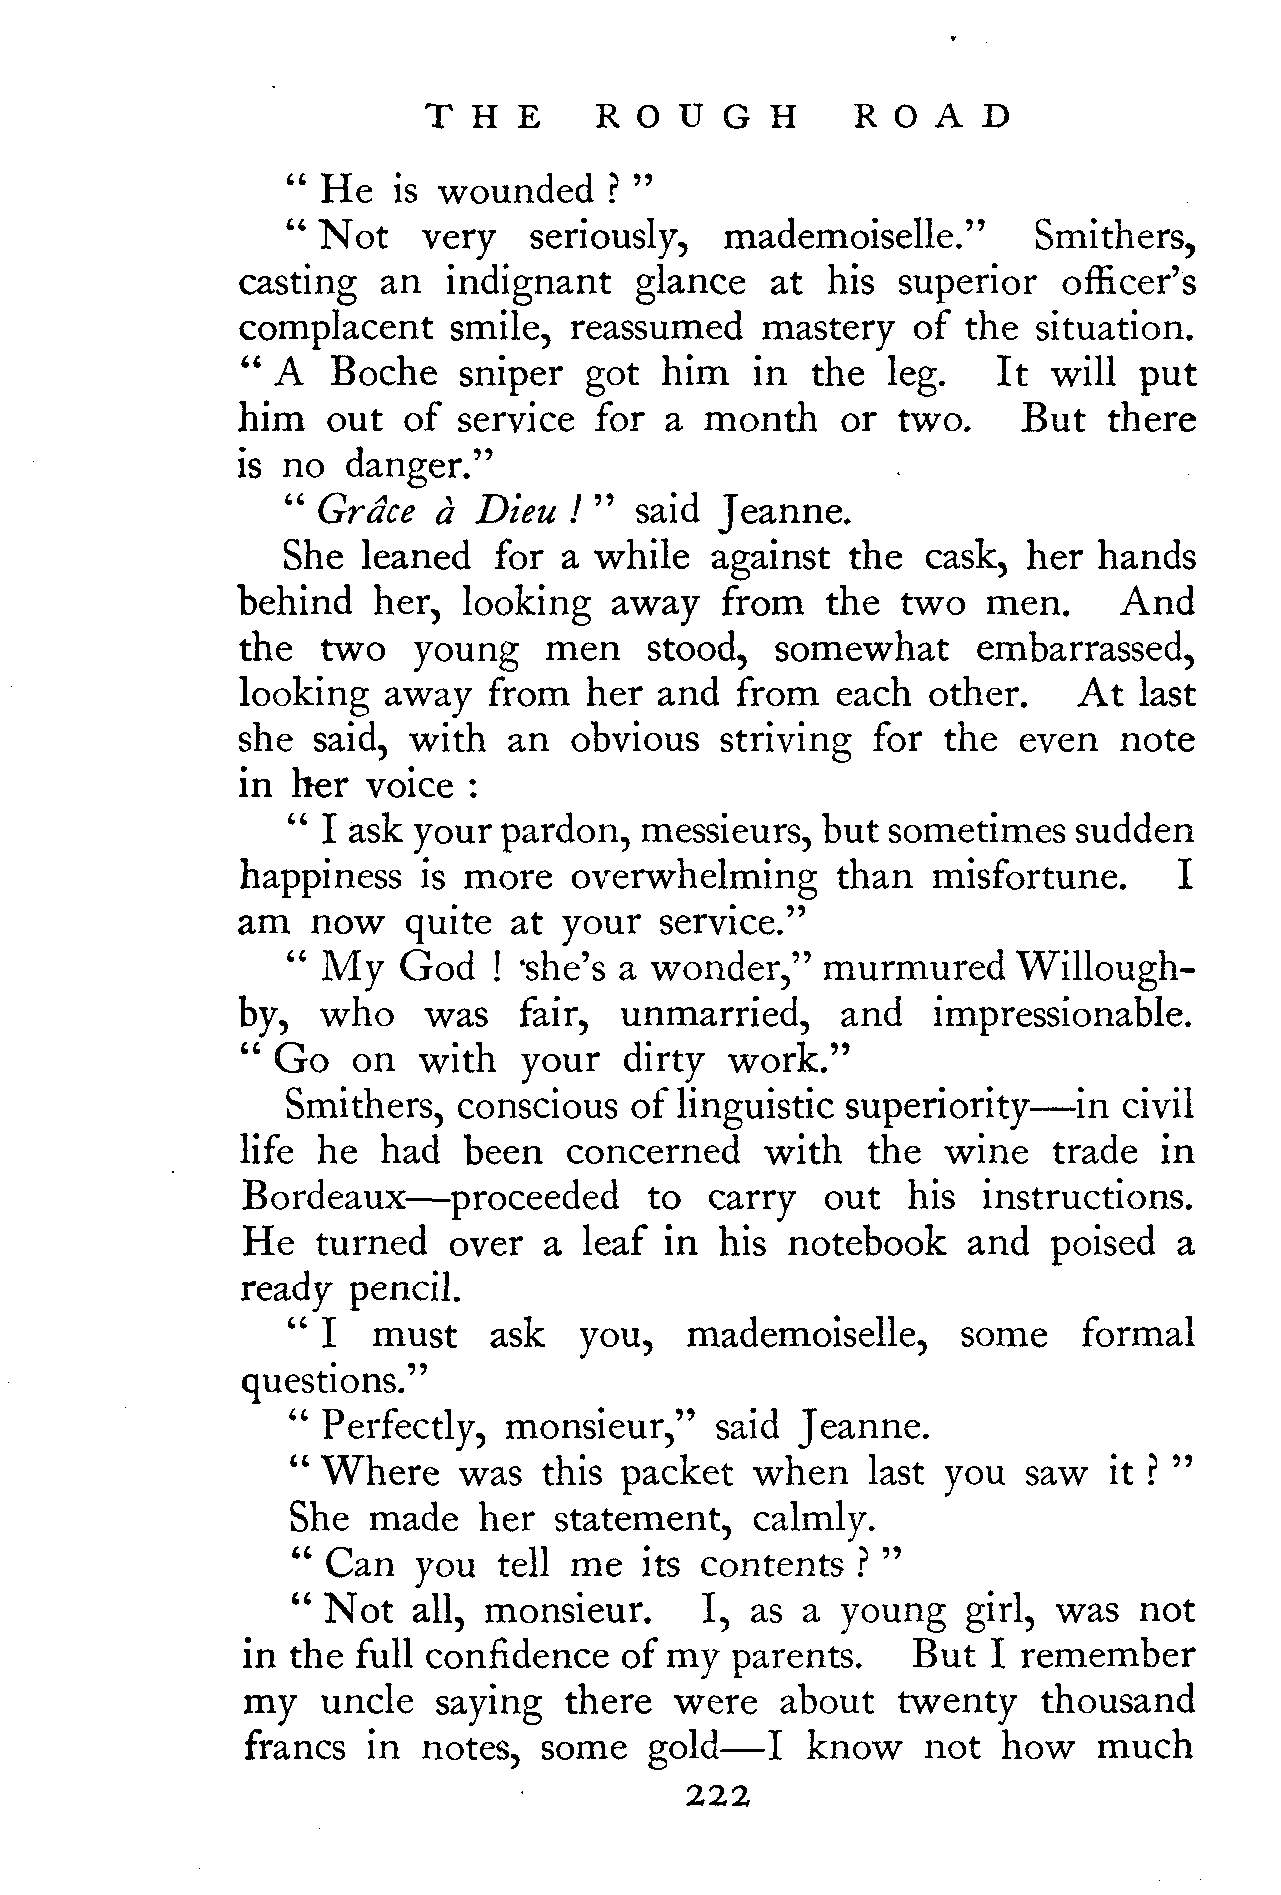 THE ROUGH ROAD
“ He is wounded ? ”
“ Not very seriously, mademoiselle.” Smithers,
casting an indignant glance at his superior officer’s
complacent smile, reassumed mastery of the situation.
“ A Boche sniper got him in the leg. It will put
him out of service for a month or two. But there
is no danger.”
“ Grâce à Dieu ! ” said Jeanne.
She leaned for a while against the cask, her hands
behind her, looking away from the two men. And
the two young men stood, somewhat embarrassed,
looking away from her and from each other. At last
she said, with an obvious striving for the even note
in her voice :
“ I ask your pardon, messieurs, but sometimes sudden
happiness is more overwhelming than misfortune. I
am now quite at your service.”
“ My God ! she’s a wonder,” murmured Willough-
by, who was fair, unmarried, and impressionable.
“ Go on with your dirty work.”
Smithers, conscious of linguistic superiority—in civil
life he had been concerned with the wine trade in
Bordeaux—proceeded to carry out his instructions.
He turned over a leaf in his notebook and poised a
ready pencil.
“ I must ask you, mademoiselle, some formal
questions.”
“ Perfectly, monsieur,” said Jeanne.
“ Where was this packet when last you saw it ? ”
She made her statement, calmly.
“ Can you tell me its contents ? ”
“ Not all, monsieur. I, as a young girl, was not
in the full confidence of my parents. But I remember
my uncle saying there were about twenty thousand
francs in notes, some gold—I know not how much
222